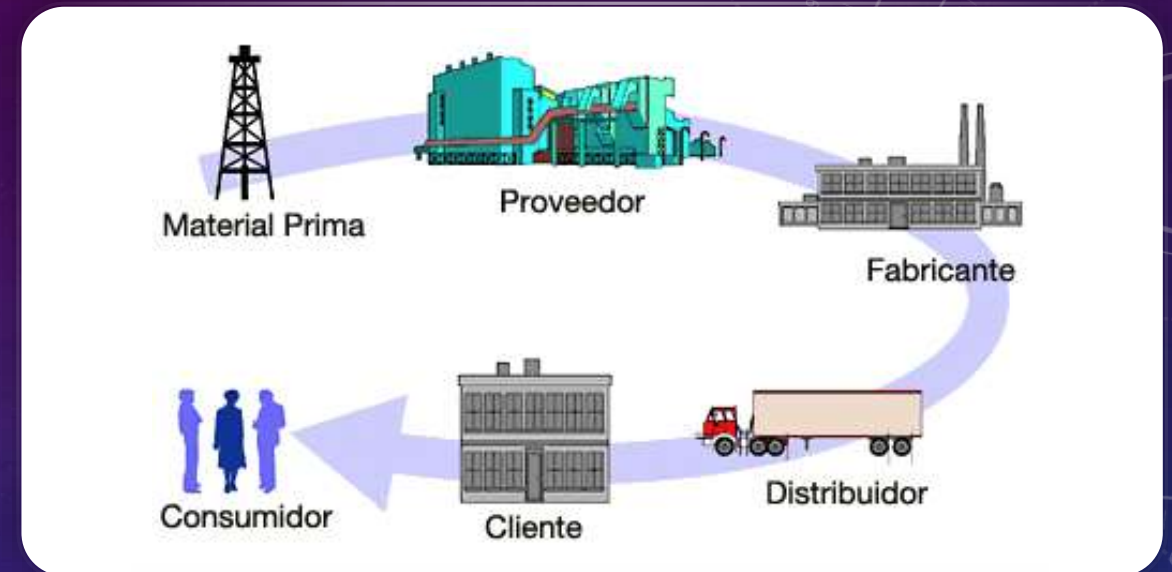 Material Prima
Proveedor
Fabricante
Distribuidor
Cliente
Consumidor